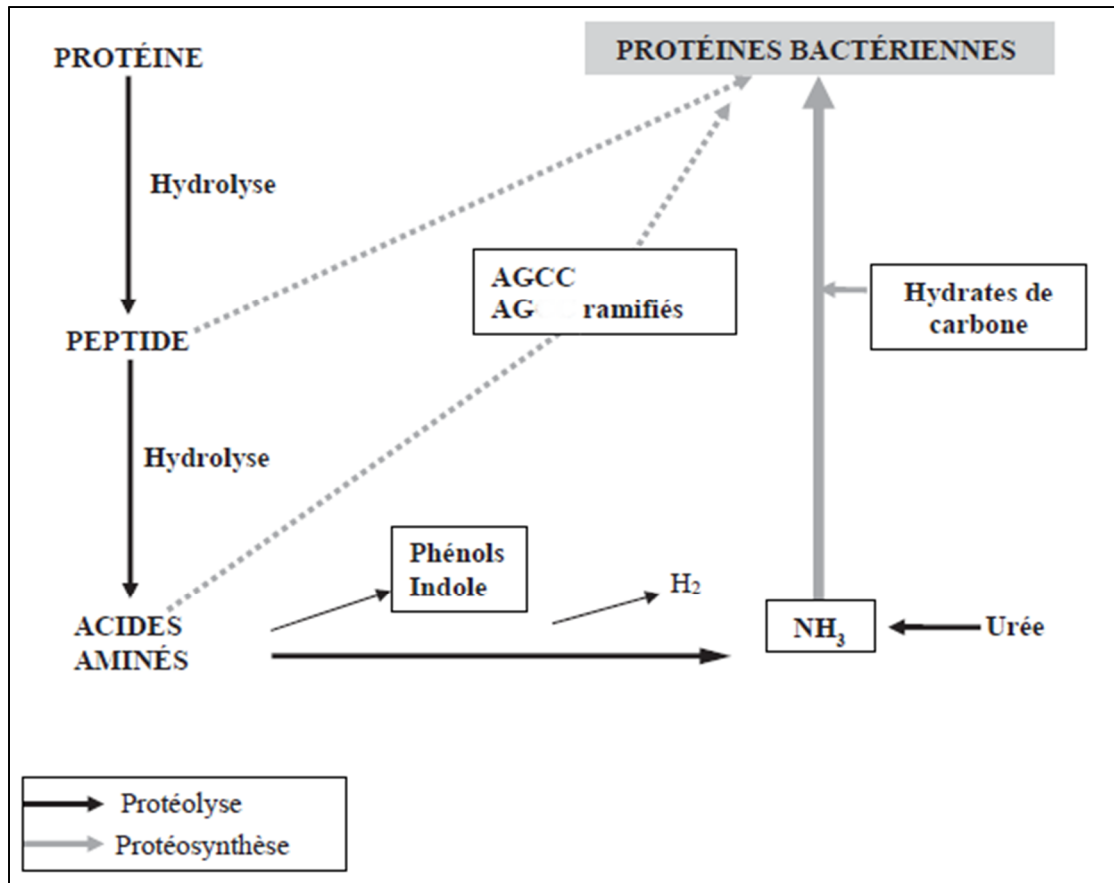 PROTÉINE
PROTÉINES BACTÉRIENNES
Hydrolyse
AGCC
AG ramifiés
Hydrates de
carbone
PEPTIDE
Hydrolyse
Phénols
Indole
H2
ACIDES
AMINÉS
NH3
Urée
Protéolyse
Protéosynthèse